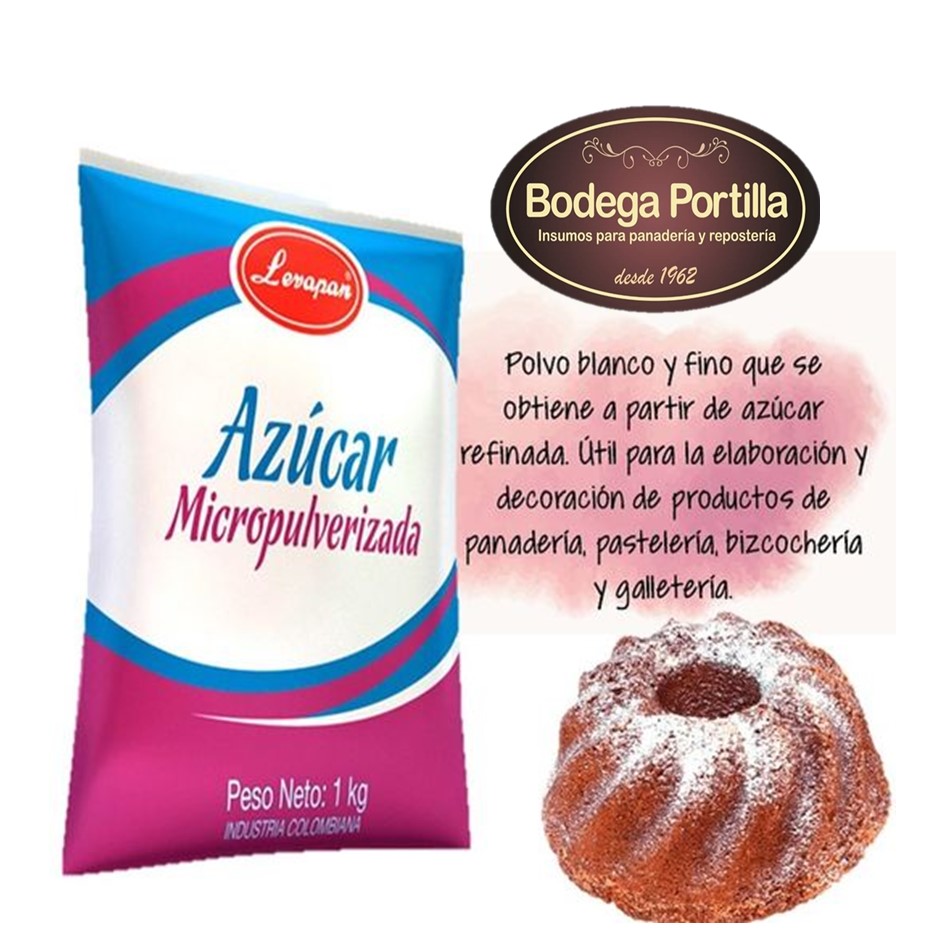 Bodega Portilla
Insumos para panadería y repostería
desde 1962
Levapan®
Azúcar
Micropulverizada
Peso Neto: 1 kg
INDUSTRIA COLOMBIANA
Polvo blanco y fino que se
obtiene a partir de azúcar
refinada. Útil para la elaboración y
decoración de productos de
panadería, pastelería, bizcochería
y galletería.